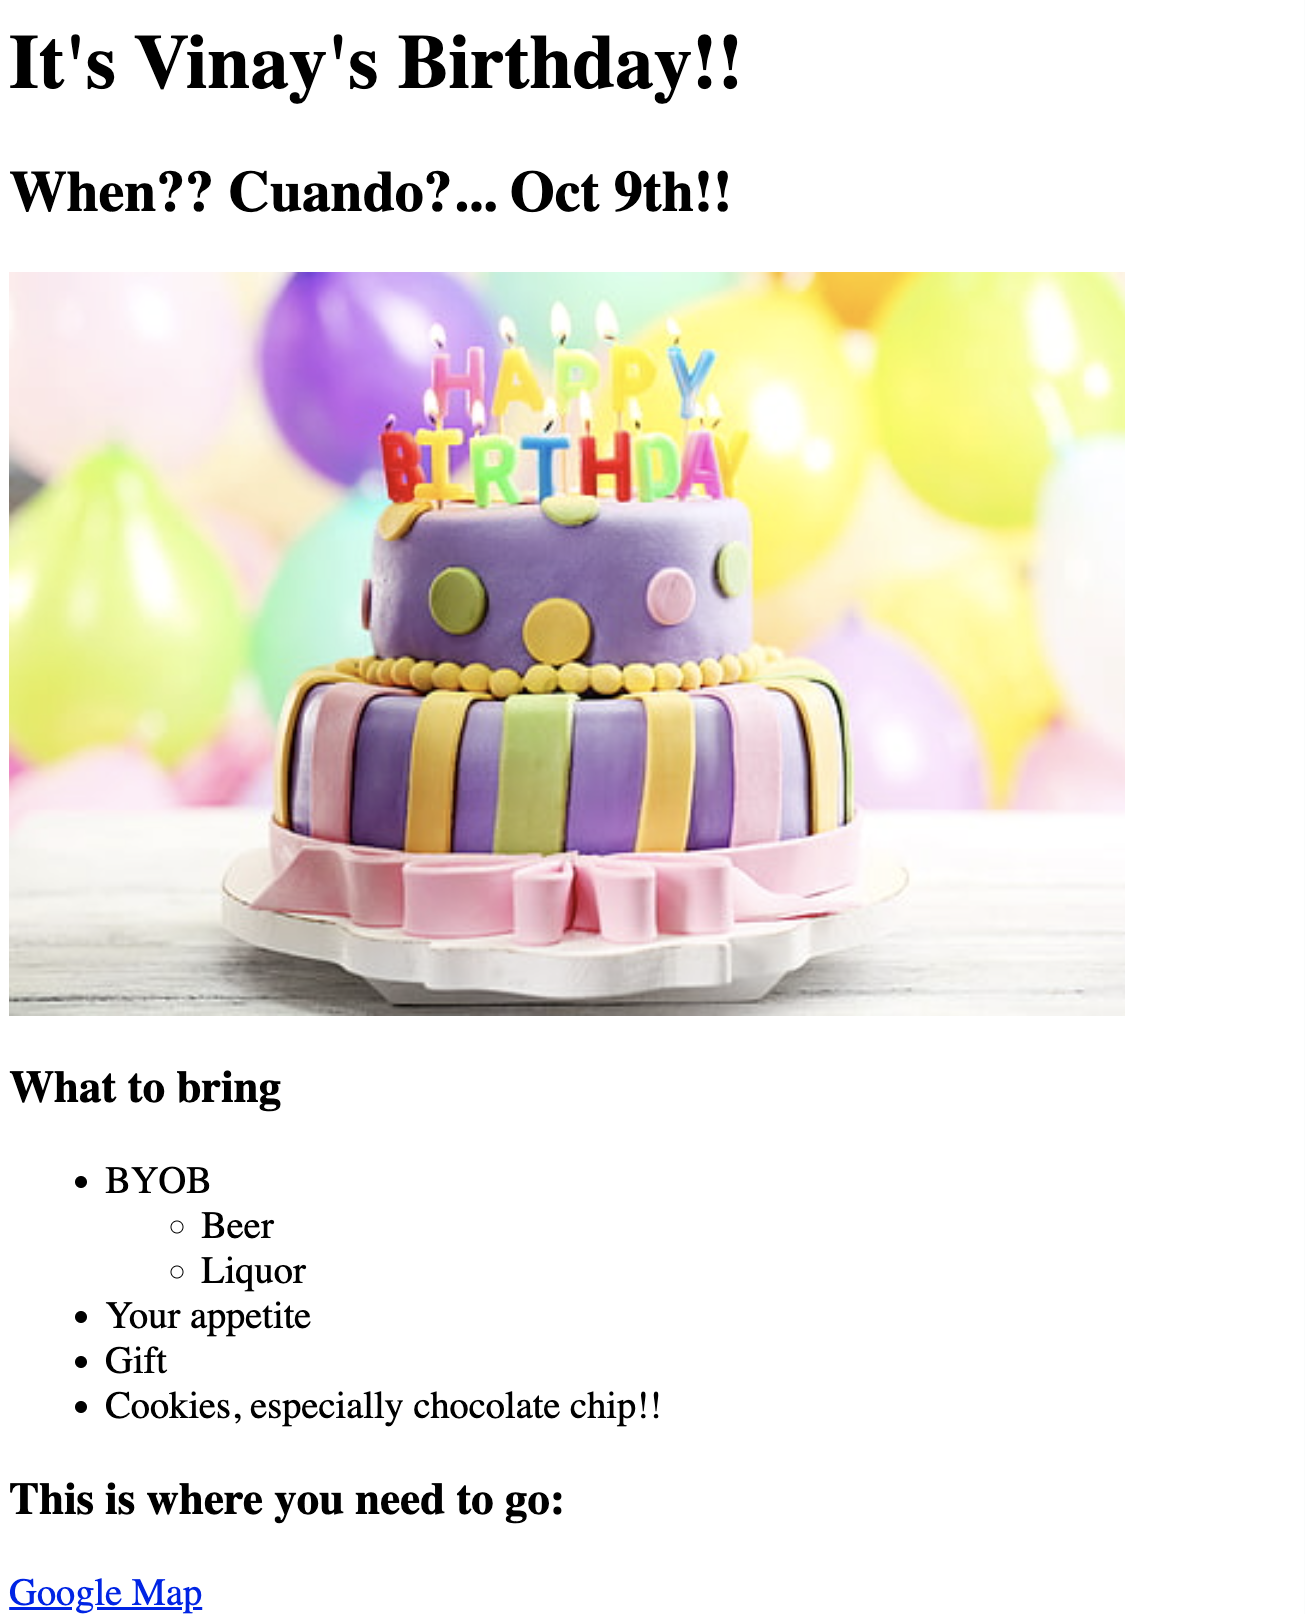 It's Vinay's Birthday!!
When?? Cuando?... Oct 9th!!
HAPPY
BIRTHDAY
What to bring
BYOB
Beer
Liquor
Your appetite
Gift
Cookies, especially chocolate chip!!
This is where you need to go:
Google Map